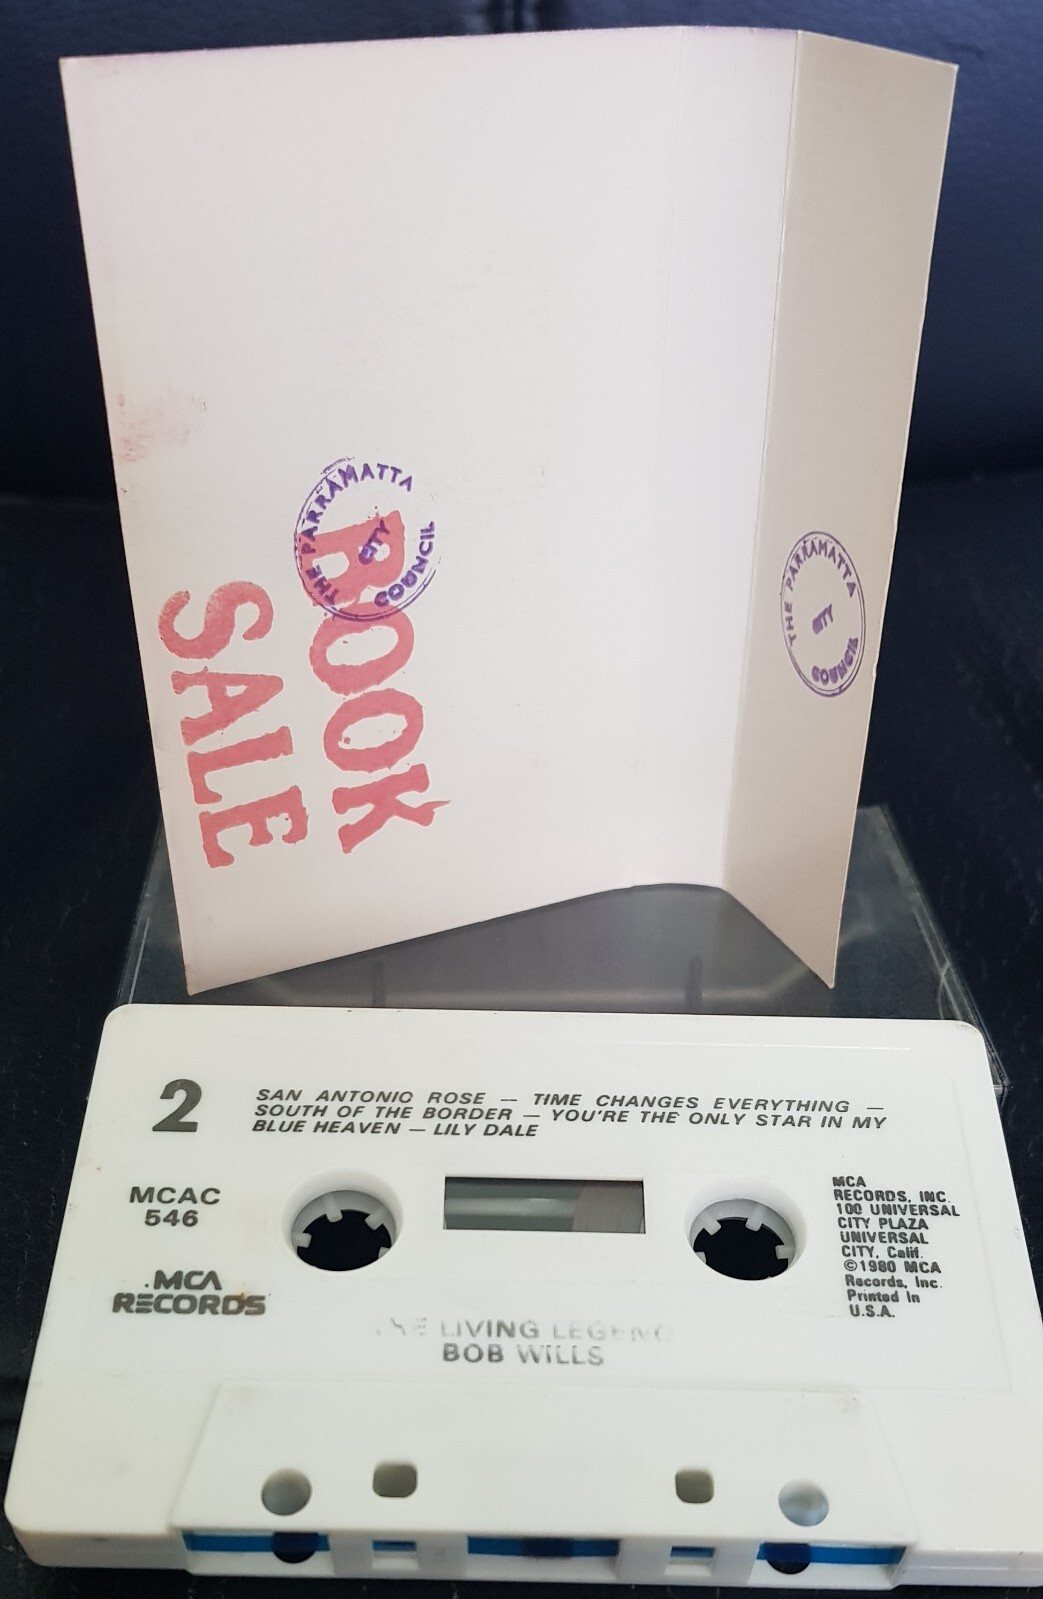 THE PARRAMATTA
CITY
COUNCIL
BOOK
SALE
THE PARRAMATTA
CITY
COUNCIL
2
SAN ANTONIO ROSE — TIME CHANGES EVERYTHING —
SOUTH OF THE BORDER — YOU'RE THE ONLY STAR IN MY
BLUE HEAVEN — LILY DALE
MCAC
546
MCA
RECORDS
MCA
RECORDS, INC.
100 UNIVERSAL
CITY PLAZA
UNIVERSAL
CITY, Calif.
©1980 MCA
Records, Inc.
Printed In
U.S.A.
THE LIVING LEGEND
BOB WILLS